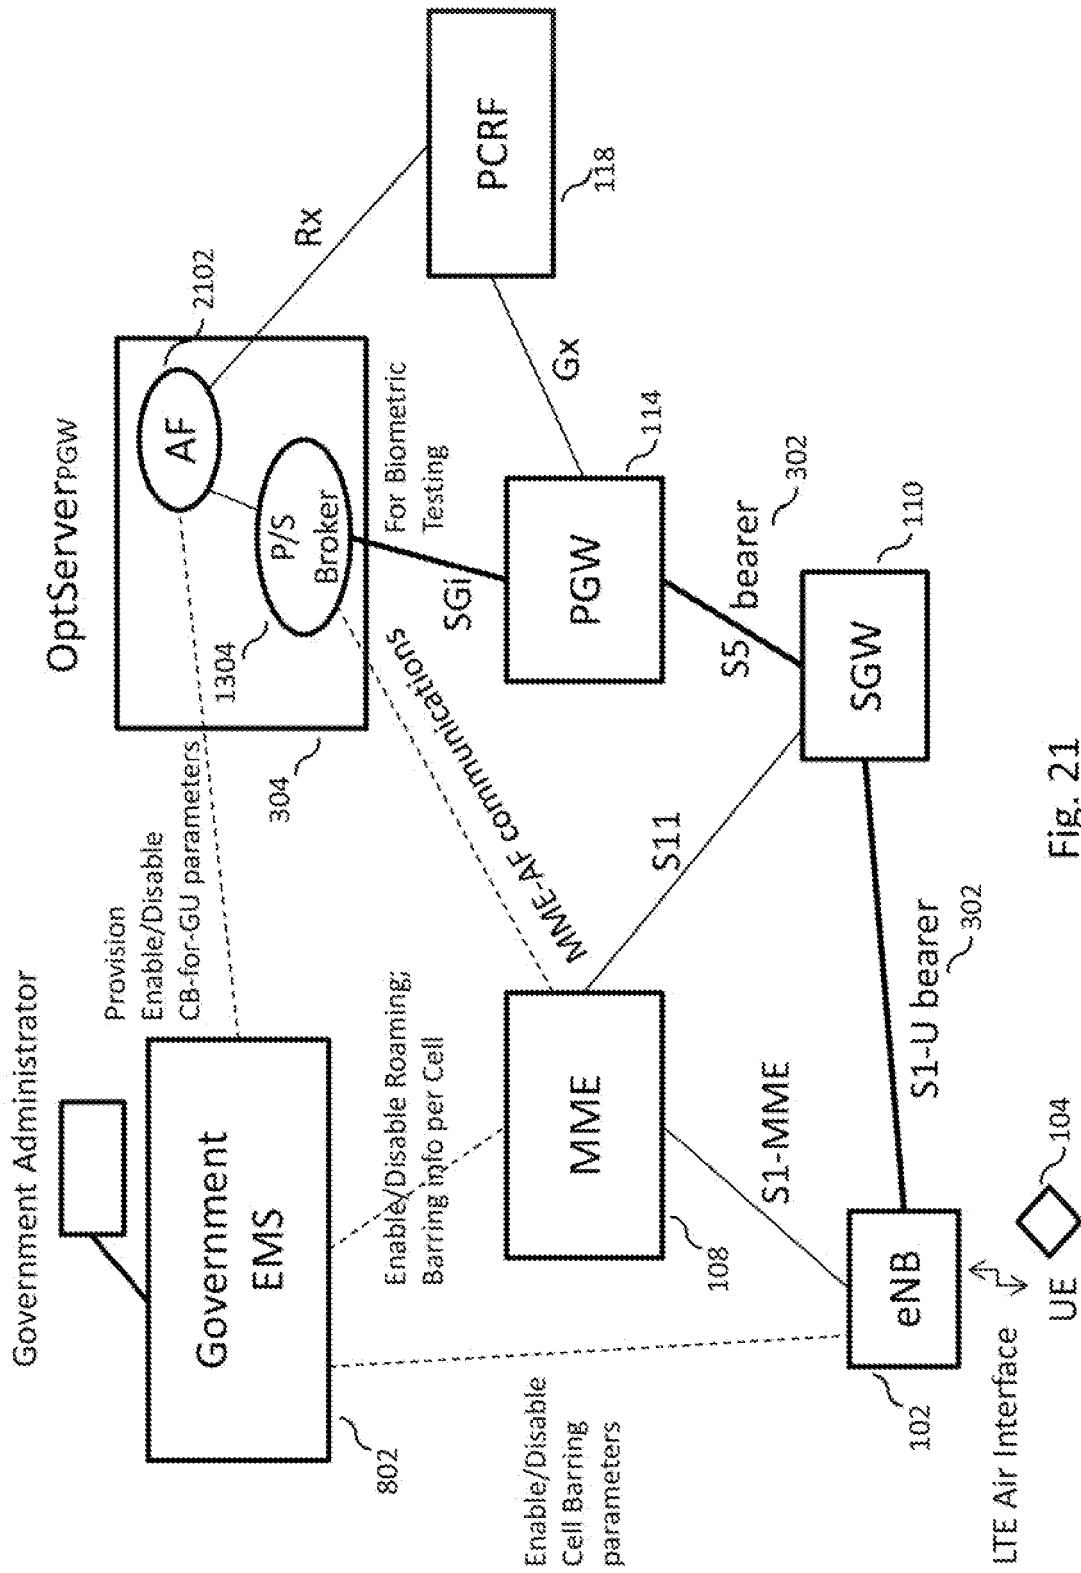 Government Administrator
Government
EMS
802
Provision
Enable/Disable
CB-for-GU parameters
OptServerPGW
AF
2102
P/S
Broker
1304
304
Rx
PCRF
118
For Biometric
Testing
SGi
Gx
PGW
114
MME-AF communications
Enable/Disable Roaming;
Barring info per Cell
MME
108
S11
S5
bearer
302
SGW
110
Enable/Disable
Cell Barring
parameters
S1-MME
S1-U bearer
302
eNB
102
LTE Air Interface
UE
104
Fig. 21